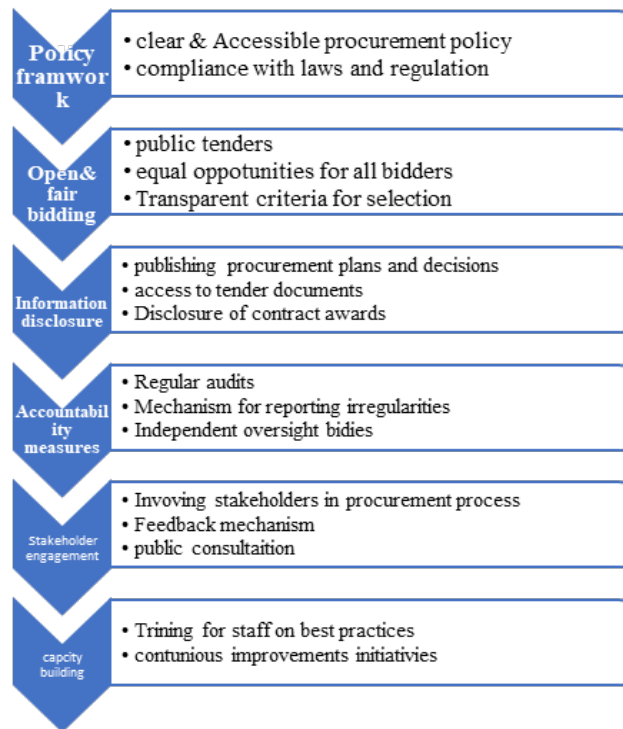 Policy
framwor
k
• clear & Accessible procurement policy
• compliance with laws and regulation
Open&
fair
bidding
• public tenders
• equal oppotunities for all bidders
• Transparent criteria for selection
Information
disclosure
• publishing procurement plans and decisions
• access to tender documents
• Disclosure of contract awards
Accountabil
ity
measures
• Regular audits
• Mechanism for reporting irregularities
• Independent oversight bidies
Stakeholder
engagement
• Invoving stakeholders in procurement process
• Feedback mechanism
• public consultaition
capcity
building
• Trining for staff on best practices
• contunious improvements initiativies